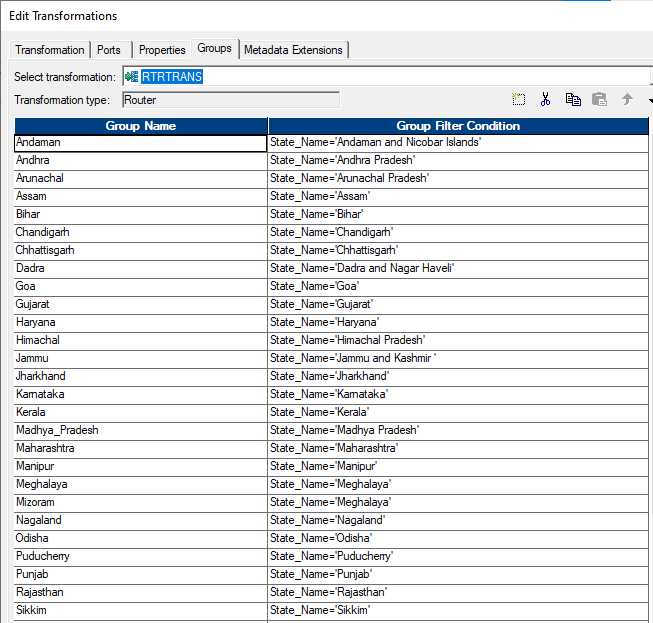 Edit Transformations
Transformation Ports Properties Groups Metadata Extensions
Select transformation: RTRTRANS
Transformation type: Router
Group Name Group Filter Condition
Andaman State_Name='Andaman and Nicobar Islands'
Andhra State_Name='Andhra Pradesh'
Arunachal State_Name='Arunachal Pradesh'
Assam State_Name='Assam'
Bihar State_Name='Bihar'
Chandigarh State_Name='Chandigarh'
Chhattisgarh State_Name='Chhattisgarh'
Dadra State_Name='Dadra and Nagar Haveli'
Goa State_Name='Goa'
Gujarat State_Name='Gujarat'
Haryana State_Name='Haryana'
Himachal State_Name='Himachal Pradesh'
Jammu State_Name='Jammu and Kashmir '
Jharkhand State_Name='Jharkhand'
Karnataka State_Name='Karnataka'
Kerala State_Name='Kerala'
Madhya_Pradesh State_Name='Madhya Pradesh'
Maharashtra State_Name='Maharashtra'
Manipur State_Name='Manipur'
Meghalaya State_Name='Meghalaya'
Mizoram State_Name='Meghalaya'
Nagaland State_Name='Nagaland'
Odisha State_Name='Odisha'
Puducherry State_Name='Puducherry'
Punjab State_Name='Punjab'
Rajasthan State_Name='Rajasthan'
Sikkim State_Name='Sikkim'